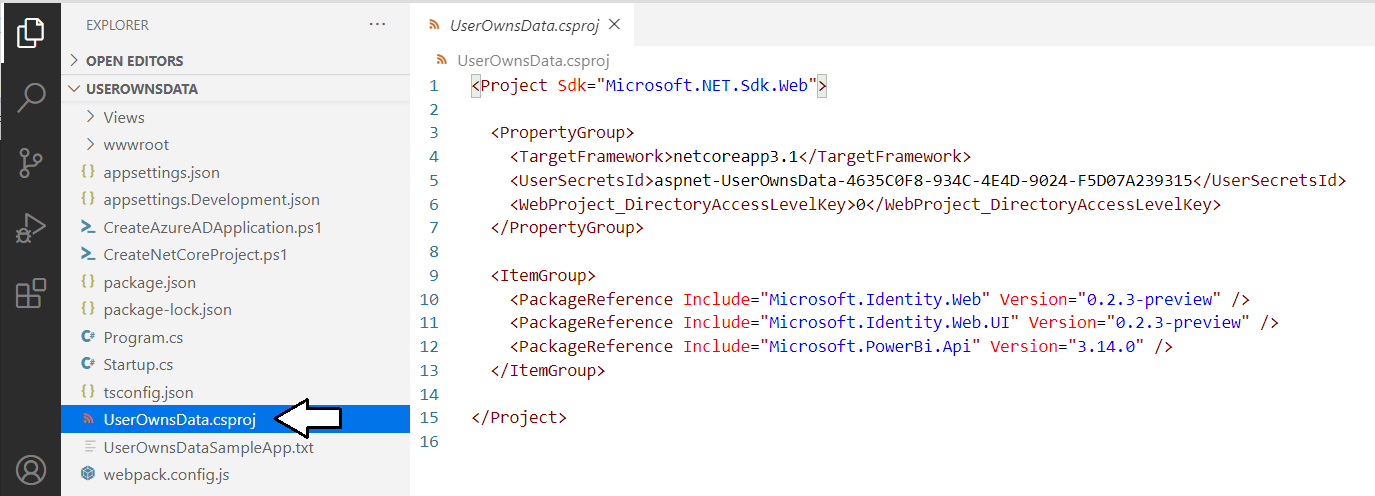 EXPLORER
···
OPEN EDITORS
USEROWNSDATA
Views
wwwroot
{} appsettings.json
{} appsettings.Development.json
CreateAzureADApplication.ps1
CreateNetCoreProject.ps1
{} package.json
{} package-lock.json
C# Program.cs
C# Startup.cs
{} tsconfig.json
UserOwnsData.csproj
UserOwnsDataSampleApp.txt
webpack.config.js
UserOwnsData.csproj
UserOwnsData.csproj
1 <Project Sdk="Microsoft.NET.Sdk.Web">
2
3 <PropertyGroup>
4 <TargetFramework>netcoreapp3.1</TargetFramework>
5 <UserSecretsId>aspnet-UserOwnsData-4635C0F8-934C-4E4D-9024-F5D07A239315</UserSecretsId>
6 <WebProject_DirectoryAccessLevelKey>0</WebProject_DirectoryAccessLevelKey>
7 </PropertyGroup>
8
9 <ItemGroup>
10 <PackageReference Include="Microsoft.Identity.Web" Version="0.2.3-preview" />
11 <PackageReference Include="Microsoft.Identity.Web.UI" Version="0.2.3-preview" />
12 <PackageReference Include="Microsoft.PowerBi.Api" Version="3.14.0" />
13 </ItemGroup>
14
15 </Project>
16